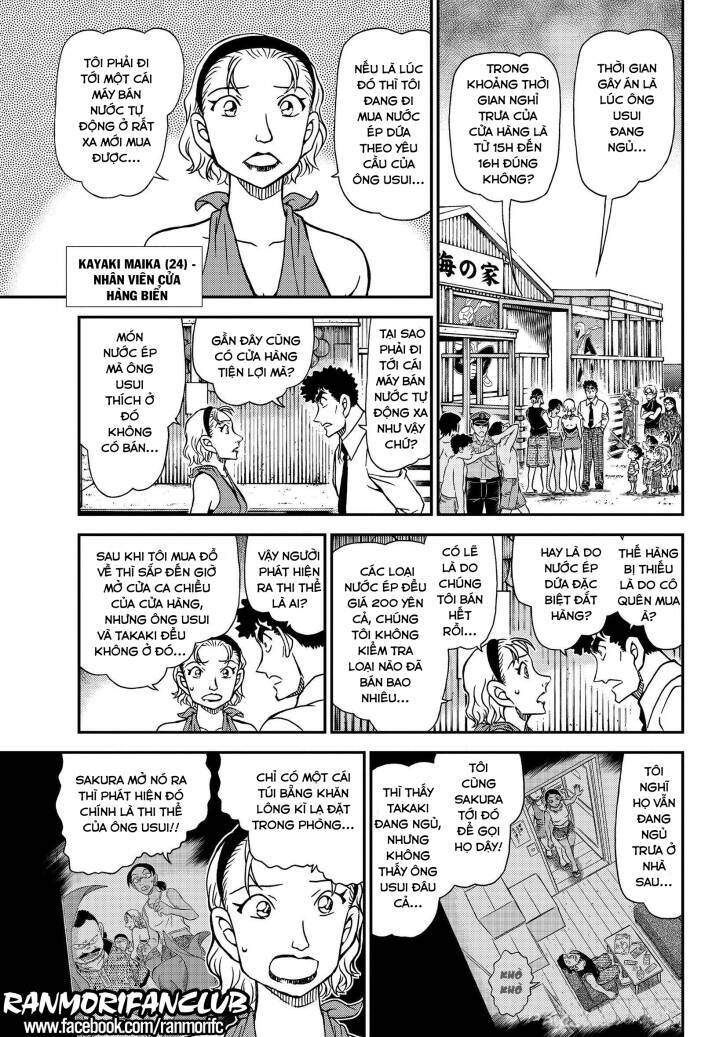 THỜI GIAN
GÂY ÁN LÀ
LÚC ÔNG
USUI
ĐANG
NGỦ...
TRONG
KHOẢNG THỜI
GIAN NGHỈ
TRƯA CỦA
CỬA HÀNG LÀ
TỪ 15H ĐẾN
16H ĐÚNG
KHÔNG?
海の家
NẾU LÀ LÚC
ĐÓ THÌ TÔI
ĐANG ĐI
MUA NƯỚC
ÉP DỨA
THEO YÊU
CẦU CỦA
ÔNG USUI...
TÔI PHẢI ĐI
TỚI MỘT CÁI
MÁY BÁN
NƯỚC TỰ
ĐỘNG Ở RẤT
XA MỚI MUA
ĐƯỢC...
KAYAKI MAIKA (24) -
NHÂN VIÊN CỬA
HÀNG BIỂN
TẠI SAO
PHẢI ĐI
TỚI CÁI
MÁY BÁN
NƯỚC TỰ
ĐỘNG XA
NHƯ VẬY
CHỨ?
GẦN ĐÂY CŨNG
CÓ CỬA HÀNG
TIỆN LỢI MÀ?
MÓN
NƯỚC ÉP
MÀ ÔNG
USUI
THÍCH Ở
ĐÓ
KHÔNG
CÓ BÁN...
THẾ HÀNG
BỊ THIẾU
LÀ DO CÔ
QUÊN MUA
À?
HAY LÀ DO
NƯỚC ÉP
DỨA ĐẶC
BIỆT ĐẮT
HÀNG?
CÓ LẼ
LÀ DO
CHÚNG
TÔI BÁN
HẾT
RỒI...
CÁC LOẠI
NƯỚC ÉP ĐỀU
GIÁ 200 YÊN
CẢ, CHÚNG
TÔI KHÔNG
KIỂM TRA
LOẠI NÀO ĐÃ
BÁN BAO
NHIÊU.
VẬY NGƯỜI
PHÁT HIỆN
RA THI THỂ
LÀ AI?
SAU KHI TÔI MUA ĐỒ
VỀ THÌ SẮP ĐẾN GIỜ
MỞ CỬA CA CHIỀU
CỦA CỬA HÀNG,
NHƯNG ÔNG USUI
VÀ TAKAKI ĐỀU
KHÔNG Ở ĐÓ...
TÔI
NGHĨ
HỌ VẪN
ĐANG
NGỦ
TRƯA Ở
NHÀ
SAU...
TÔI
CÙNG
SAKURA
TỚI ĐÓ
ĐỂ GỌI
HỌ DẬY!
THÌ THẤY
TAKAKI
ĐANG NGỦ,
NHƯNG
KHÔNG
THẤY ÔNG
USUI ĐÂU
CẢ...
KHÒ
KHÒ
CHỈ CÓ MỘT CÁI
TÚI BẰNG KHĂN
LÔNG KÌ LẠ ĐẶT
TRONG PHÒNG...
SAKURA MỞ NÓ RA
THÌ PHÁT HIỆN ĐÓ
CHÍNH LÀ THI THỂ
CỦA ÔNG USUI!!
RANMORIFANCLUB
www.facebook.com/ranmorifc